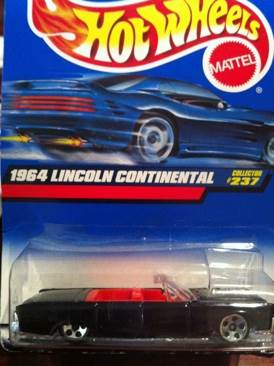 HOT WHEELS
MATTEL
1964 LINCOLN CONTINENTAL
COLLECTOR
#237